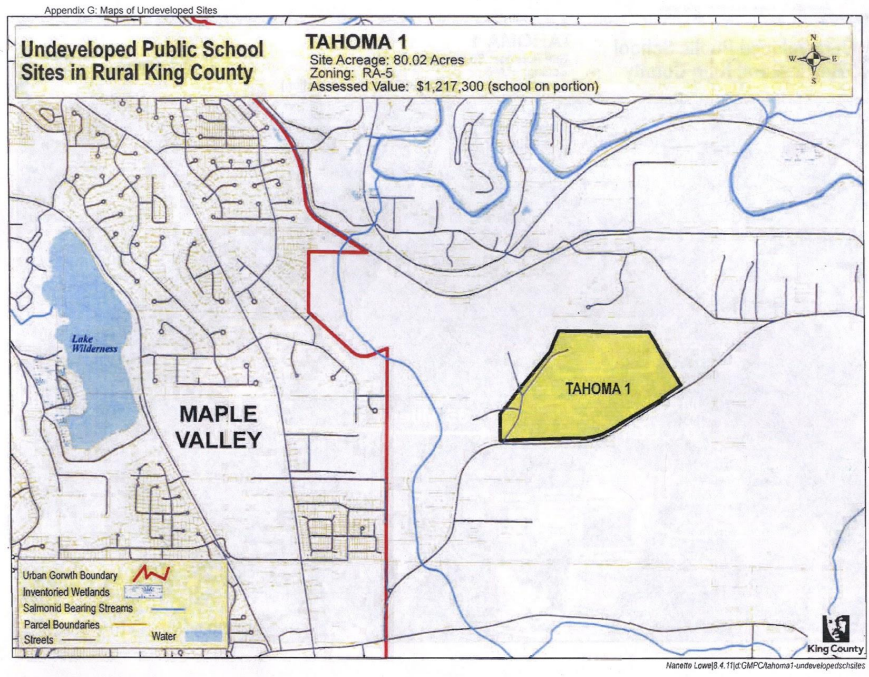 Appendix G: Maps of Undeveloped Sites
Undeveloped Public School
Sites in Rural King County
TAHOMA 1
Site Acreage: 80.02 Acres
Zoning: RA-5
Assessed Value: $1,217,300 (school on portion)
N
W E
S
Lake
Wilderness
MAPLE
VALLEY
TAHOMA 1
Urban Gorwth Boundary
Inventoried Wetlands
Salmonid Bearing Streams
Parcel Boundaries
Streets
Water
King County
Nanette Lowe|8.4.11|d:GMPC/tahoma1-undevelopedschsites